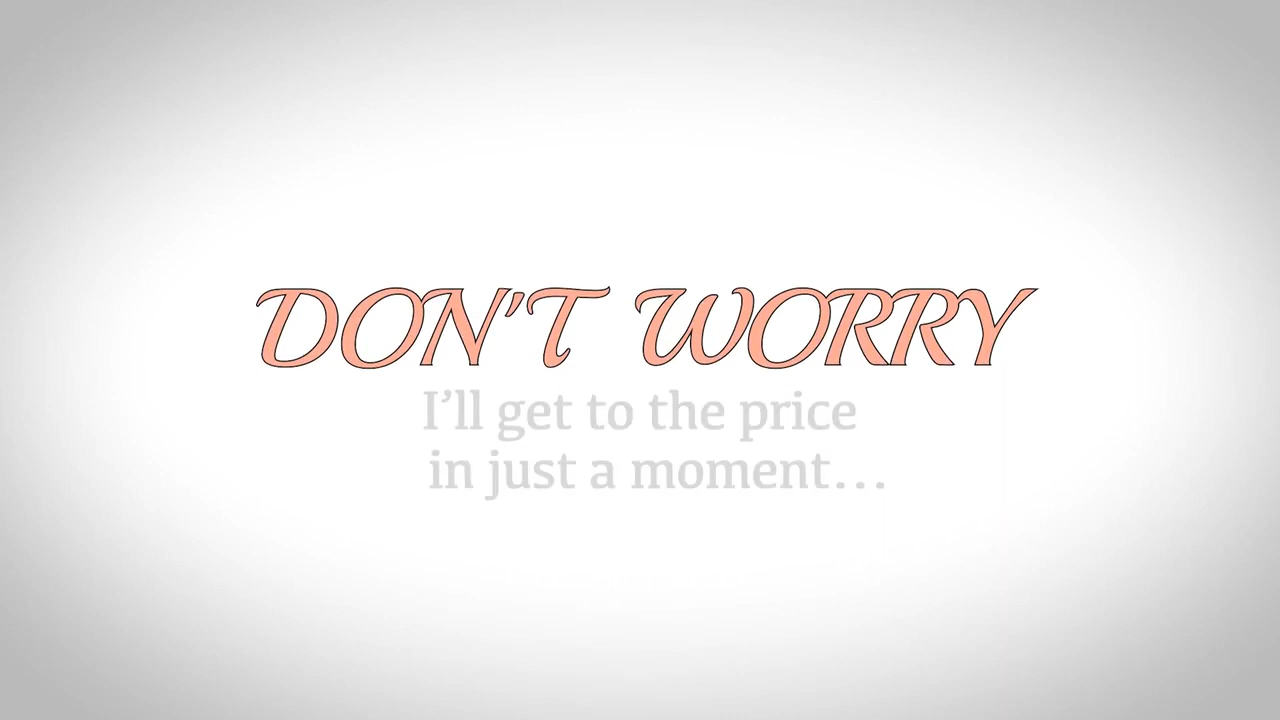 DON'T WORRY
I’ll get to the price
in just a moment…